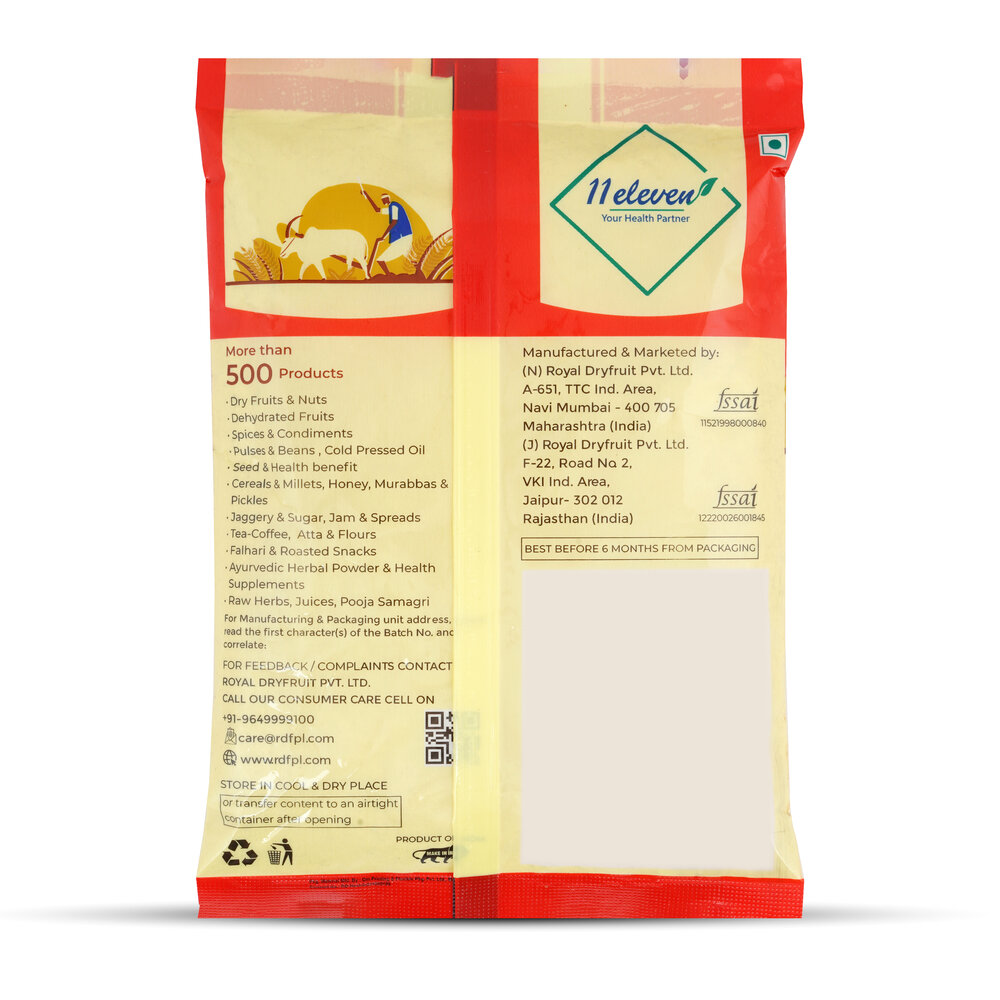 11 eleven
Your Health Partner
More than
500 Products
• Dry Fruits & Nuts
• Dehydrated Fruits
• Spices & Condiments
• Pulses & Beans , Cold Pressed Oil
• Seed & Health benefit
• Cereals & Millets, Honey, Murabbas &
Pickles
• Jaggery & Sugar, Jam & Spreads
• Tea-Coffee, Atta & Flours
• Falhari & Roasted Snacks
• Ayurvedic Herbal Powder & Health
Supplements
• Raw Herbs, Juices, Pooja Samagri
For Manufacturing & Packaging unit address,
read the first character(s) of the Batch No. and
correlate:
FOR FEEDBACK / COMPLAINTS CONTACT
ROYAL DRYFRUIT PVT. LTD.
CALL OUR CONSUMER CARE CELL ON
+91-9649999100
care@rdfpl.com
www.rdfpl.com
STORE IN COOL & DRY PLACE
or transfer content to an airtight
container after opening
PRODUCT
MAKE IN
Manufactured & Marketed by:
(N) Royal Dryfruit Pvt. Ltd.
A-651, TTC Ind. Area,
Navi Mumbai - 400 705
Maharashtra (India)
fssai
11521998000840
(J) Royal Dryfruit Pvt. Ltd.
F-22, Road No. 2,
VKI Ind. Area,
Jaipur- 302 012
Rajasthan (India)
fssai
12220026001845
BEST BEFORE 6 MONTHS FROM PACKAGING